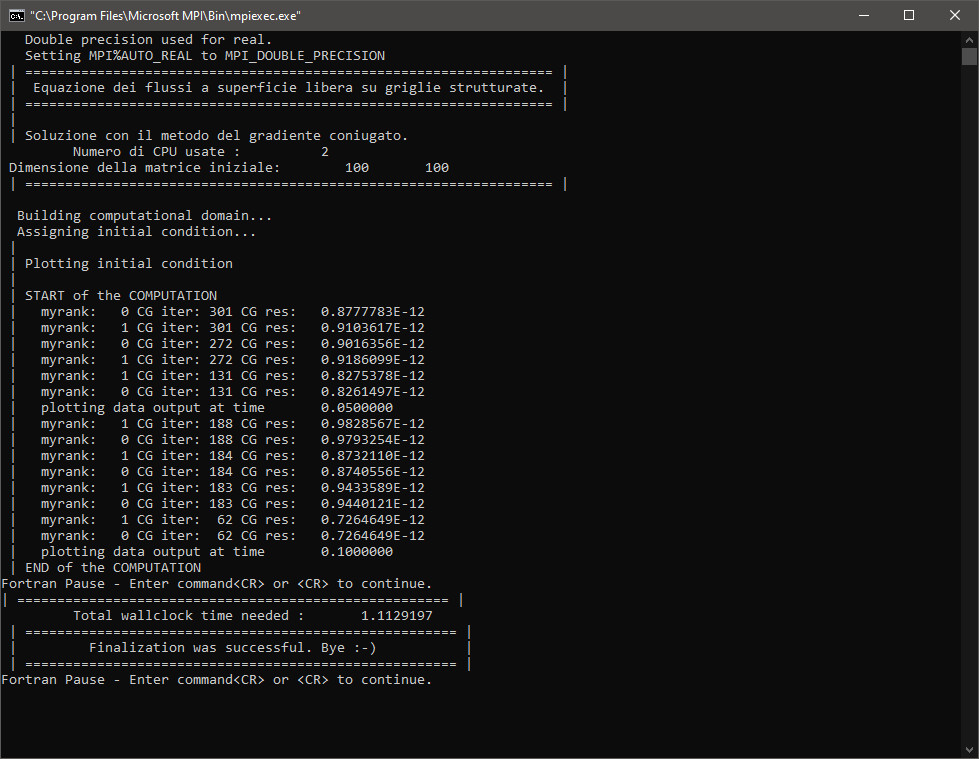 "C:\Program Files\Microsoft MPI\Bin\mpiexec.exe"
Double precision used for real.
Setting MPI%AUTO_REAL to MPI_DOUBLE_PRECISION
| ================================================================== |
| Equazione dei flussi a superficie libera su griglie strutturate. |
| ================================================================== |
|
| Soluzione con il metodo del gradiente coniugato.
Numero di CPU usate : 2
Dimensione della matrice iniziale: 100 100
| ================================================================== |
Building computational domain...
Assigning initial condition...
|
| Plotting initial condition
|
| START of the COMPUTATION
| myrank: 0 CG iter: 301 CG res: 0.8777783E-12
| myrank: 1 CG iter: 301 CG res: 0.9103617E-12
| myrank: 0 CG iter: 272 CG res: 0.9016356E-12
| myrank: 1 CG iter: 272 CG res: 0.9186099E-12
| myrank: 1 CG iter: 131 CG res: 0.8275378E-12
| myrank: 0 CG iter: 131 CG res: 0.8261497E-12
| plotting data output at time 0.0500000
| myrank: 1 CG iter: 188 CG res: 0.9828567E-12
| myrank: 0 CG iter: 188 CG res: 0.9793254E-12
| myrank: 1 CG iter: 184 CG res: 0.8732110E-12
| myrank: 0 CG iter: 184 CG res: 0.8740556E-12
| myrank: 1 CG iter: 183 CG res: 0.9433589E-12
| myrank: 0 CG iter: 183 CG res: 0.9440121E-12
| myrank: 1 CG iter: 62 CG res: 0.7264649E-12
| myrank: 0 CG iter: 62 CG res: 0.7264649E-12
| plotting data output at time 0.1000000
| END of the COMPUTATION
Fortran Pause - Enter command<CR> or <CR> to continue.
| ====================================================== |
Total wallclock time needed : 1.1129197
| ====================================================== |
| Finalization was successful. Bye :-) |
| ====================================================== |
Fortran Pause - Enter command<CR> or <CR> to continue.